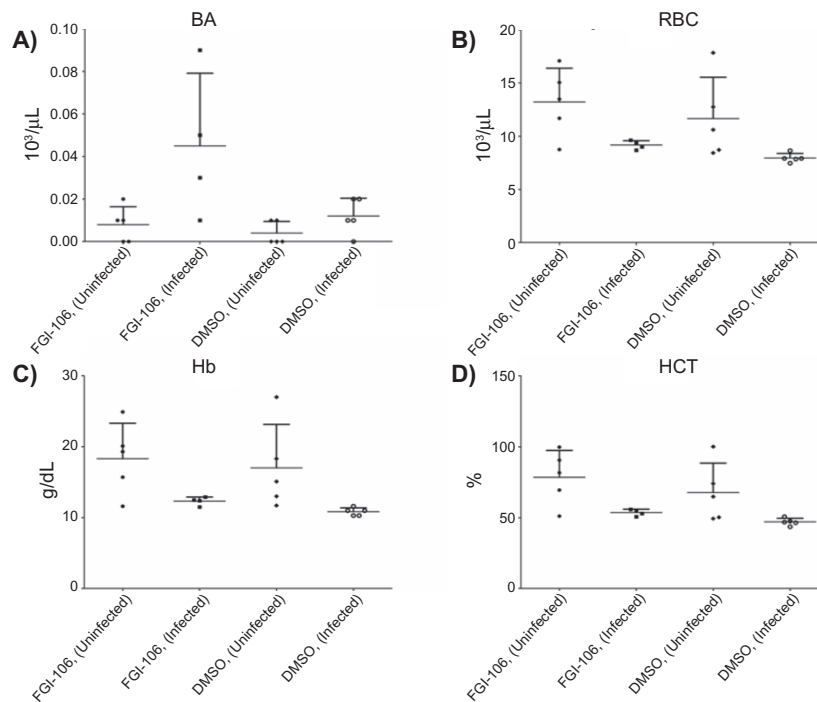 A)
BA
10³/µL
0.10
0.08
0.06
0.04
0.02
0.00
FGI-106, (Uninfected)
FGI-106, (Infected)
DMSO, (Uninfected)
DMSO, (Infected)
B)
RBC
10³/µL
20
15
10
5
0
FGI-106, (Uninfected)
FGI-106, (Infected)
DMSO, (Uninfected)
DMSO, (Infected)
C)
Hb
g/dL
30
20
10
0
FGI-106, (Uninfected)
FGI-106, (Infected)
DMSO, (Uninfected)
DMSO, (Infected)
D)
HCT
%
150
100
50
0
FGI-106, (Uninfected)
FGI-106, (Infected)
DMSO, (Uninfected)
DMSO, (Infected)